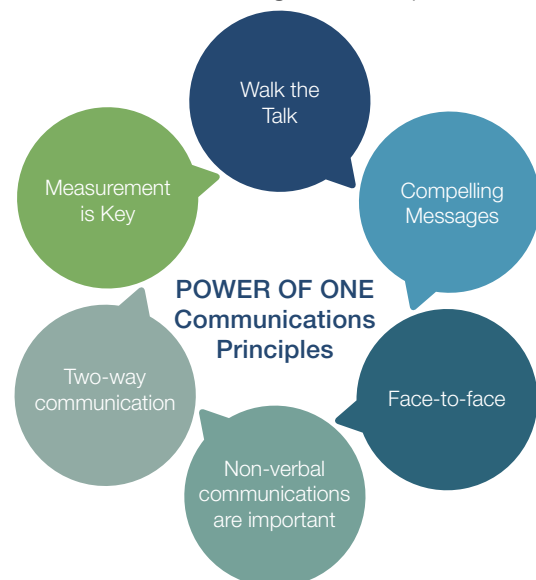 Walk the
Talk
Compelling
Messages
Face-to-face
Non-verbal
communications
are important
Two-way
communication
Measurement
is Key
POWER OF ONE
Communications
Principles